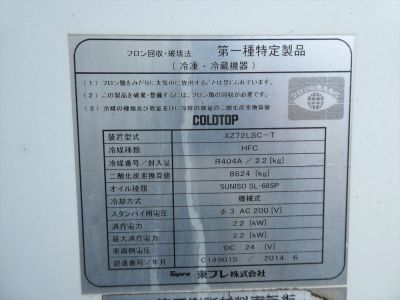 フロン回収・破壊法 第一種特定製品
(冷凍・冷蔵機器)
(1) フロン類をみだりに大気中に放出することは禁じられています。
(2) この製品を廃棄・整備するには、フロン類の回収が必要です。
(3) 冷媒の種類及び数量並びに冷媒の数量の二酸化炭素換算値
COLDTOP
装置型式 XZ72LSC-T
冷媒種類 HFC
冷媒番号/封入量 R404A / 2.2 [kg]
二酸化炭素換算値 8624 [kg]
オイル種類 SUNISO SL-68SP
冷却方式 機械式
スタンバイ用電圧 φ3 AC 200 [V]
消費電力 2.2 [kW]
最大消費電力 2.2 [kW]
車両側電圧 DC 24 [V]
製造番号/年月 C149015 / 2014 6
Topre 東プレ株式会社